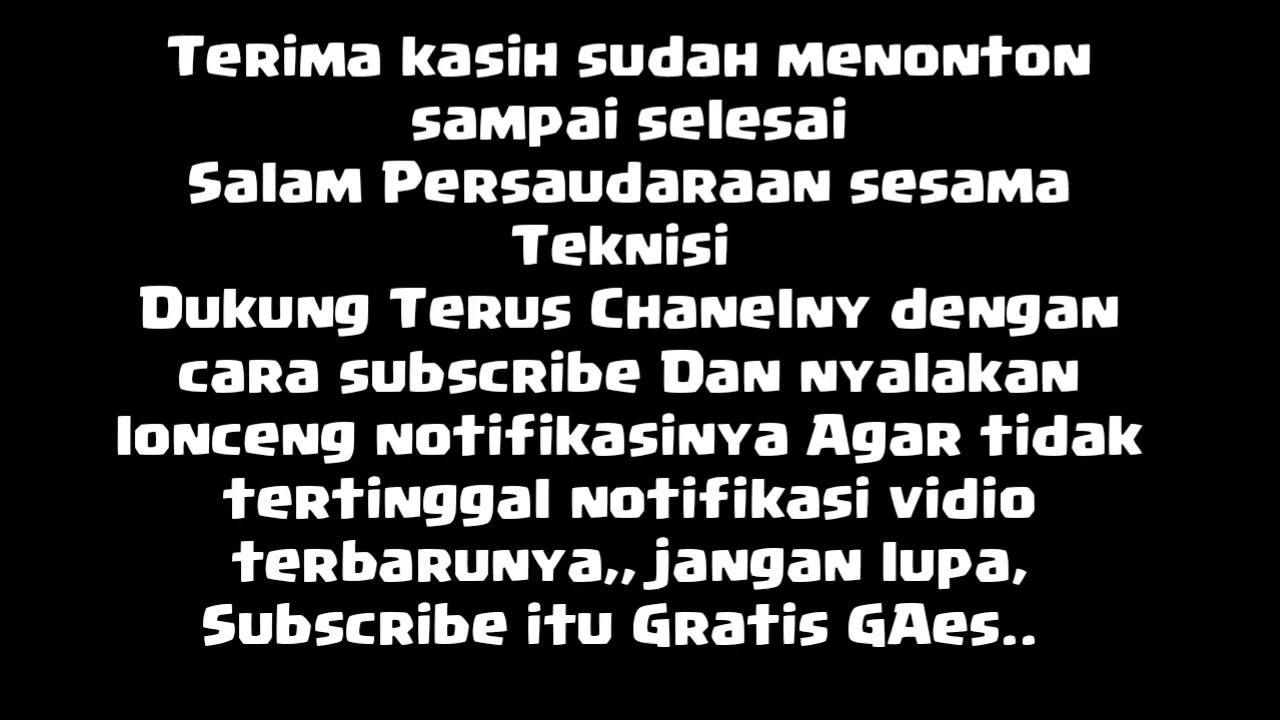 Terima kasih sudah menonton
sampai selesai
Salam Persaudaraan sesama
Teknisi
Dukung Terus Chanelny dengan
cara subscribe Dan nyalakan
lonceng notifikasinya Agar tidak
tertinggal notifikasi vidio
terbarunya,, jangan lupa,
Subscribe itu Gratis GAes..